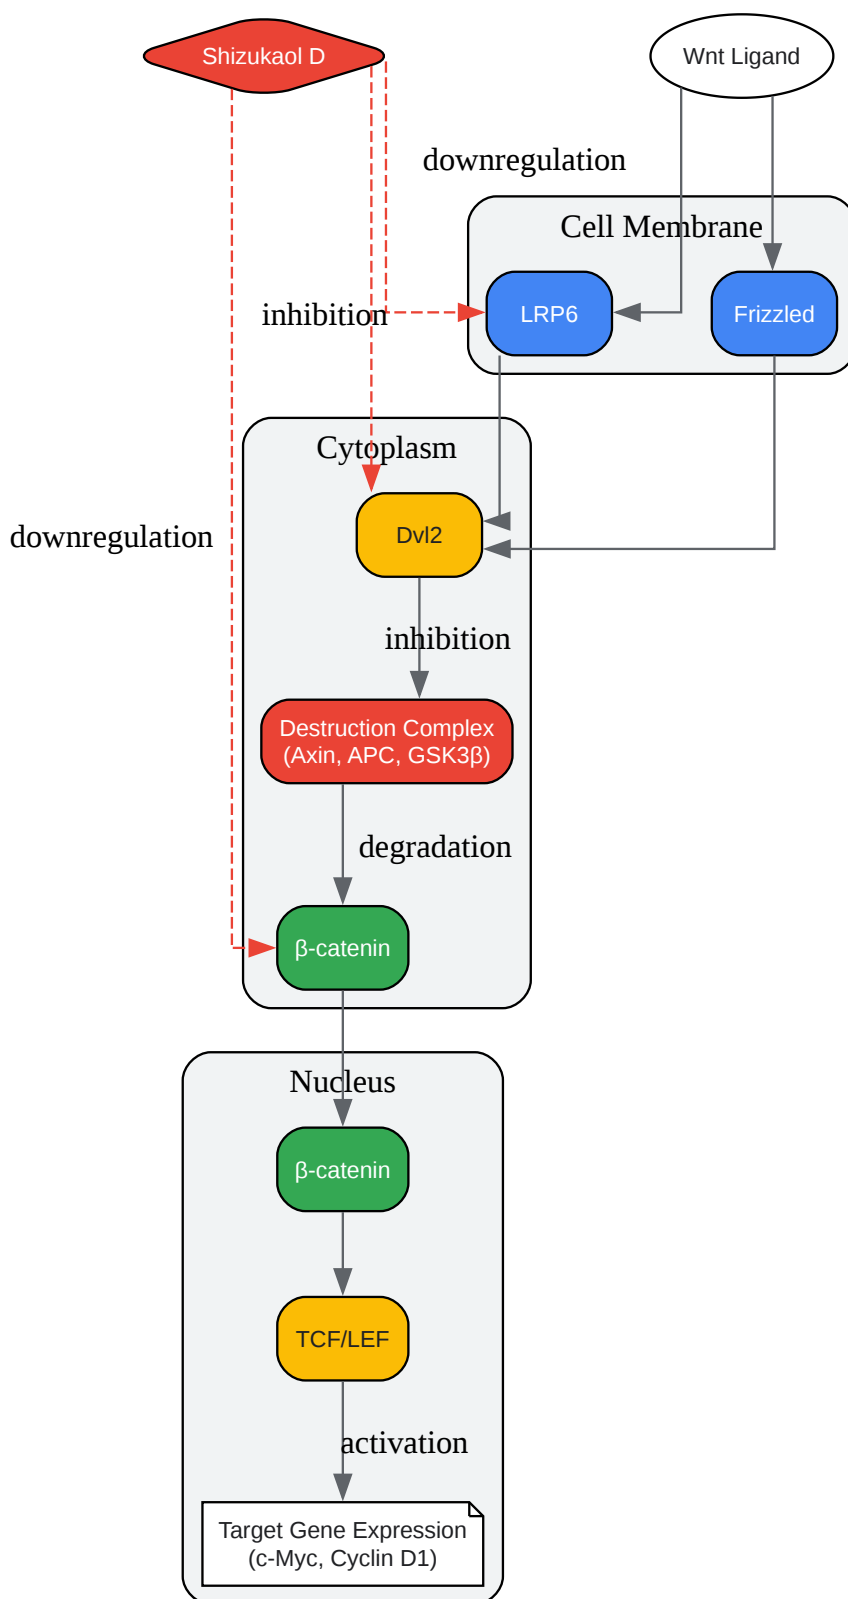 Shizukaol D
Wnt Ligand
downregulation
Cell Membrane
inhibition
LRP6
Frizzled
Cytoplasm
downregulation
Dvl2
inhibition
Destruction Complex
(Axin, APC, GSK3β)
degradation
β-catenin
Nucleus
β-catenin
TCF/LEF
activation
Target Gene Expression
(c-Myc, Cyclin D1)